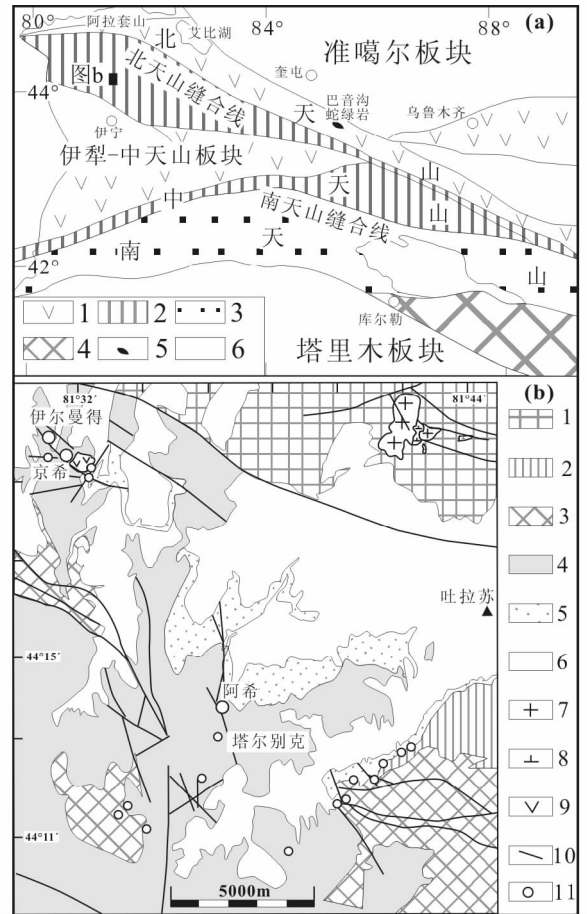 80° 84° 88°
(a)
阿拉套山
艾比湖
北
准噶尔板块
奎屯
北天山缝合线
图b
44°
天
巴音沟
蛇绿岩
乌鲁木齐
伊宁
伊犁-中天山板块
山
中 天 山
南天山缝合线
南 天 山
42°
1 2 3
库尔勒
4 5 6
塔里木板块
(b)
81°32′ 81°44′
伊尔曼得
京希
吐拉苏
44°15′
阿希
塔尔别克
44°11′
5000m
1
2
3
4
5
6
7
8
9
10
11